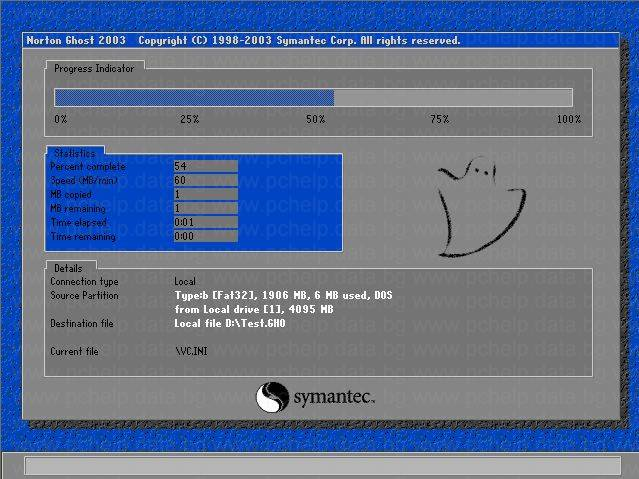 Norton Ghost 2003 Copyright (C) 1998-2003 Symantec Corp. All rights reserved.
Progress Indicator
0% 25% 50% 75% 100%
Statistics
Percent complete 54
Speed (MB/min) 60
MB copied 1
MB remaining 1
Time elapsed 0:01
Time remaining 0:00
Details
Connection type Local
Source Partition Type:b [Fat32], 1906 MB, 6 MB used, DOS
from Local drive [1], 4095 MB
Destination file Local file D:\Test.GHO
Current file \VC.INI
symantec™
www.pchelp.data.bg